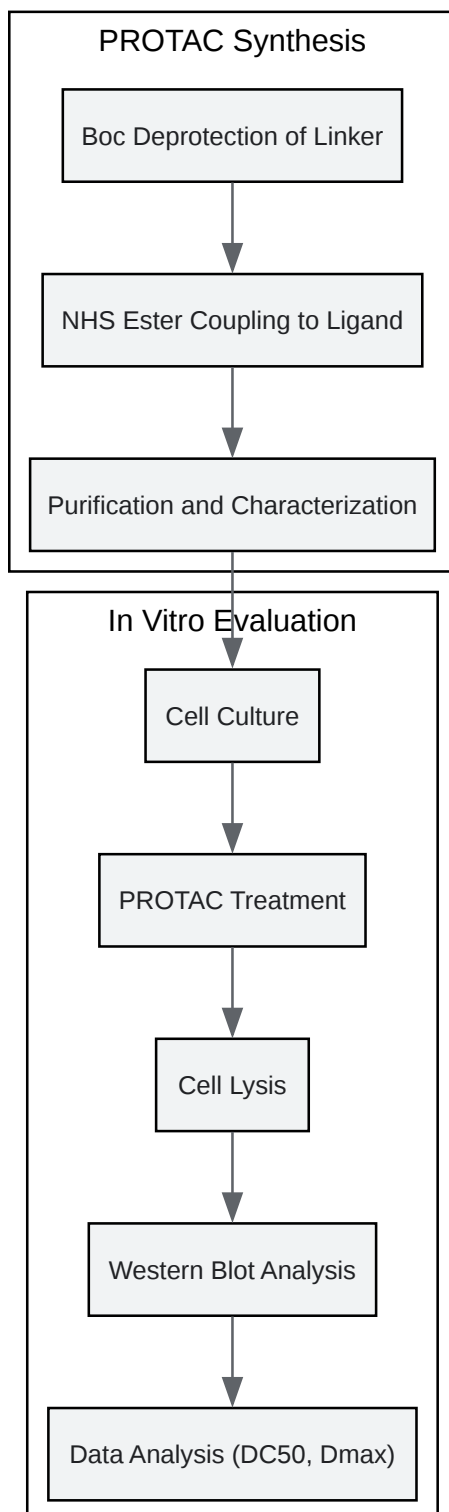 PROTAC Synthesis
Boc Deprotection of Linker
NHS Ester Coupling to Ligand
Purification and Characterization
In Vitro Evaluation
Cell Culture
PROTAC Treatment
Cell Lysis
Western Blot Analysis
Data Analysis (DC50, Dmax)